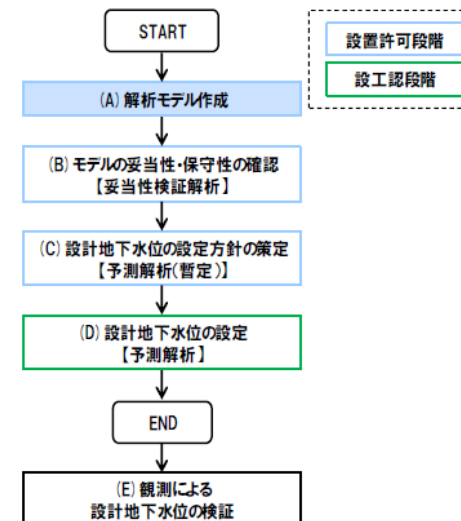 START
設置許可段階
設工認段階
(A) 解析モデル作成
(B) モデルの妥当性・保守性の確認
【妥当性検証解析】
(C) 設計地下水位の設定方針の策定
【予測解析(暫定)】
(D) 設計地下水位の設定
【予測解析】
END
(E) 観測による
設計地下水位の検証